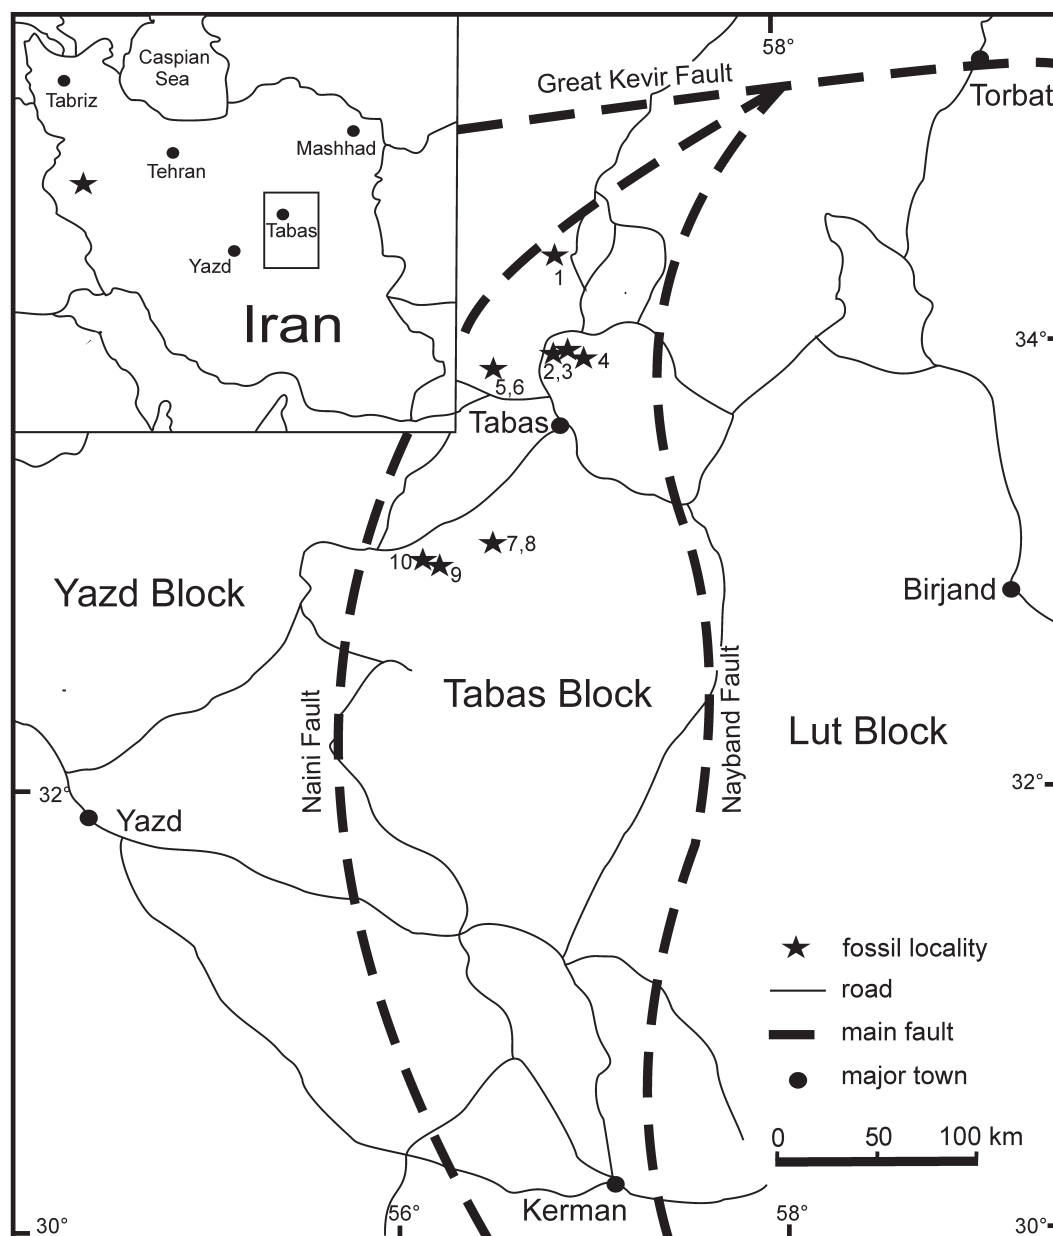 58°
Great Kevir Fault
Torbat
Caspian
Sea
Tabriz
Mashhad
Tehran
Tabas
Yazd
Iran
1
34°
2,3
4
5,6
Tabas
7,8
10
9
Yazd Block
Birjand
Tabas Block
Naini Fault
Nayband Fault
Lut Block
32°
32°
Yazd
fossil locality
road
main fault
major town
0 50 100 km
Kerman
30°
56°
58°
30°